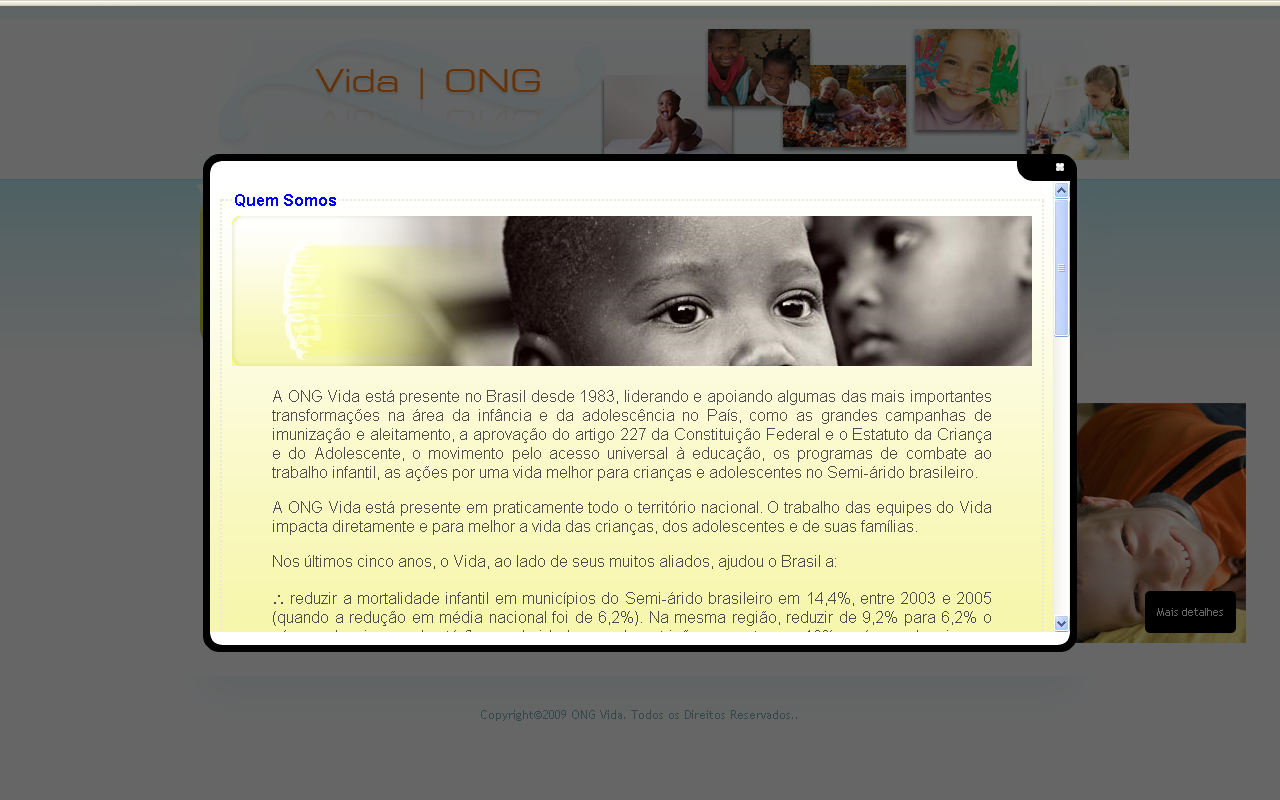 Vida | ONG
Quem Somos
A ONG Vida está presente no Brasil desde 1983, liderando e apoiando algumas das mais importantes
transformações na área da infância e da adolescência no País, como as grandes campanhas de
imunização e aleitamento, a aprovação do artigo 227 da Constituição Federal e o Estatuto da Criança
e do Adolescente, o movimento pelo acesso universal à educação, os programas de combate ao
trabalho infantil, as ações por uma vida melhor para crianças e adolescentes no Semi-árido brasileiro.
A ONG Vida está presente em praticamente todo o território nacional. O trabalho das equipes do Vida
impacta diretamente e para melhor a vida das crianças, dos adolescentes e de suas famílias.
Nos últimos cinco anos, o Vida, ao lado de seus muitos aliados, ajudou o Brasil a:
∴ reduzir a mortalidade infantil em municípios do Semi-árido brasileiro em 14,4%, entre 2003 e 2005
(quando a redução em média nacional foi de 6,2%). Na mesma região, reduzir de 9,2% para 6,2% o
Mais detalhes
Copyright©2009 ONG Vida. Todos os Direitos Reservados..